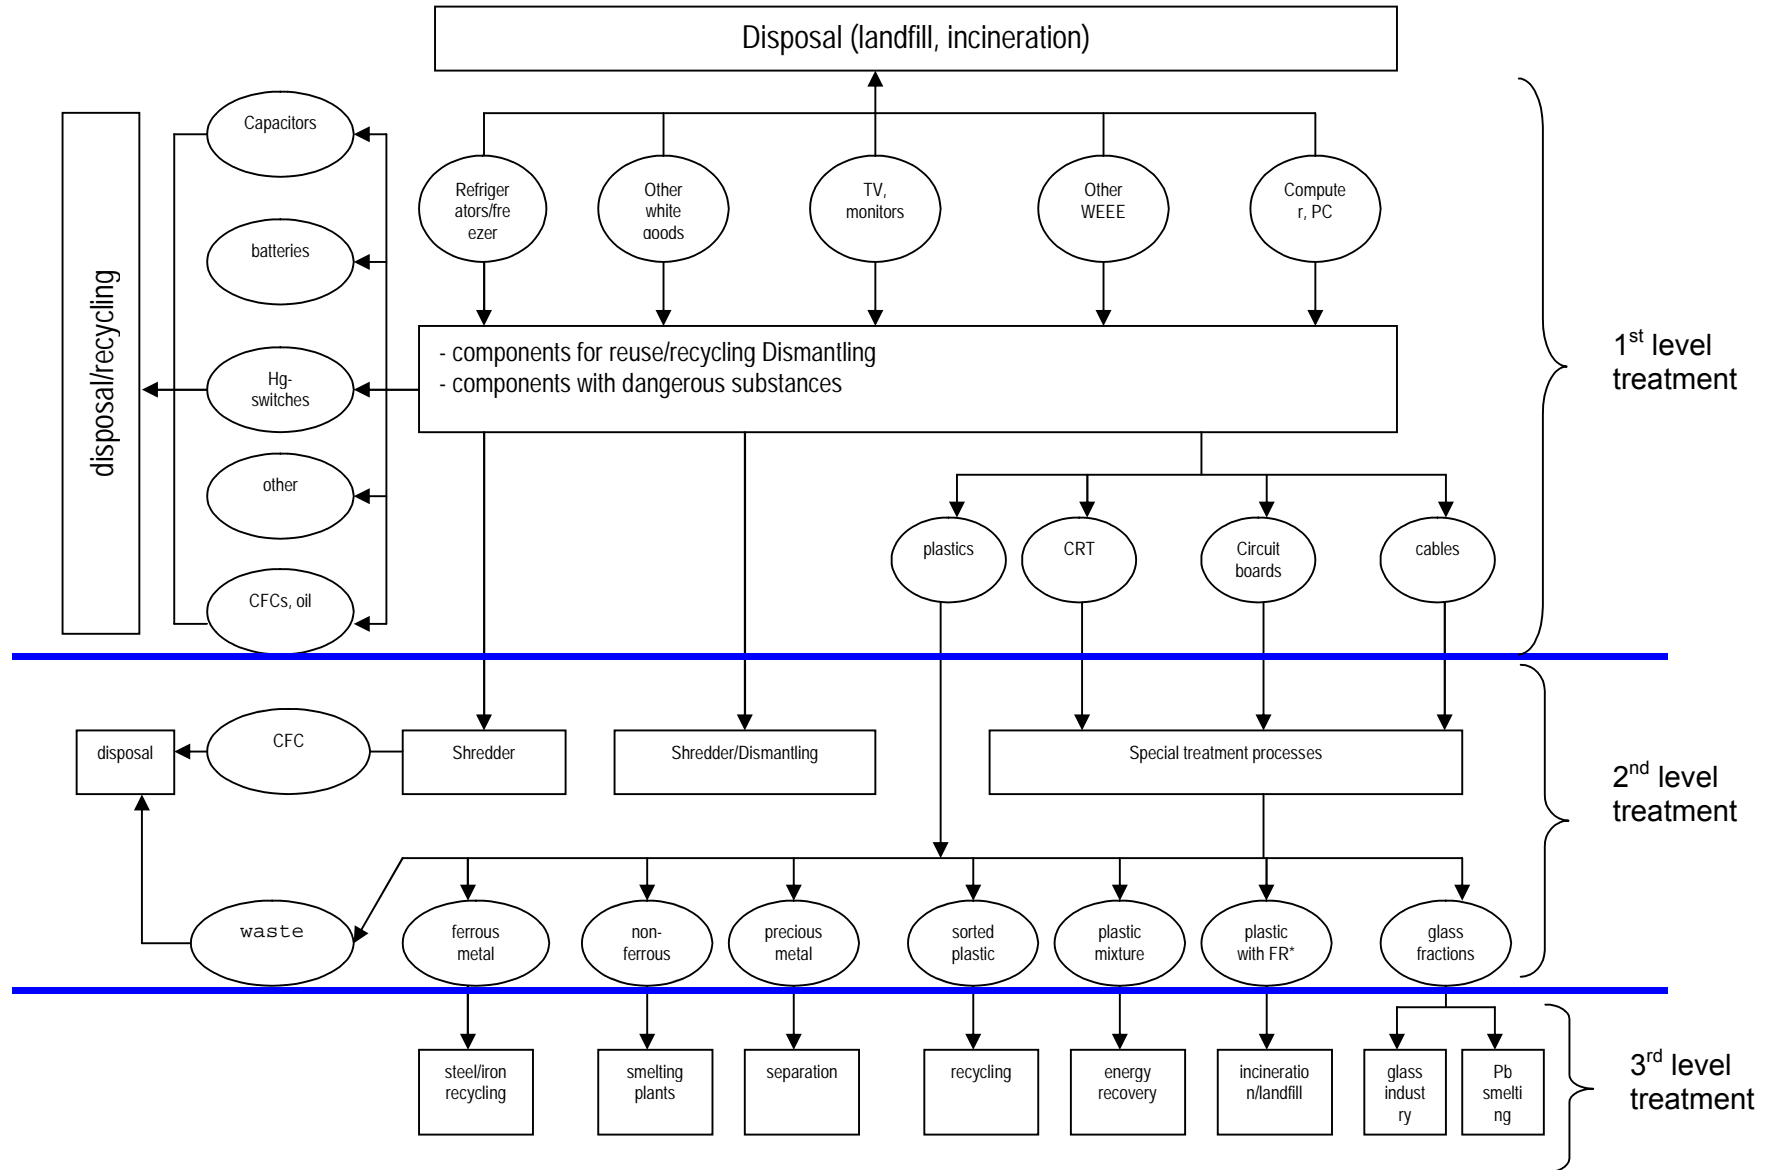 Disposal (landfill, incineration)
Capacitors
batteries
Hg-
switches
other
CFCs, oil
disposal/recycling
Refriger
ators/fre
ezer
Other
white
goods
TV,
monitors
Other
WEEE
Compute
r, PC
- components for reuse/recycling Dismantling
- components with dangerous substances
1st level
treatment
plastics
CRT
Circuit
boards
cables
disposal
CFC
Shredder
Shredder/Dismantling
Special treatment processes
2nd level
treatment
waste
ferrous
metal
non-
ferrous
precious
metal
sorted
plastic
plastic
mixture
plastic
with FR*
glass
fractions
steel/iron
recycling
smelting
plants
separation
recycling
energy
recovery
incineratio
n/landfill
glass
indust
ry
Pb
smelti
ng
3rd level
treatment